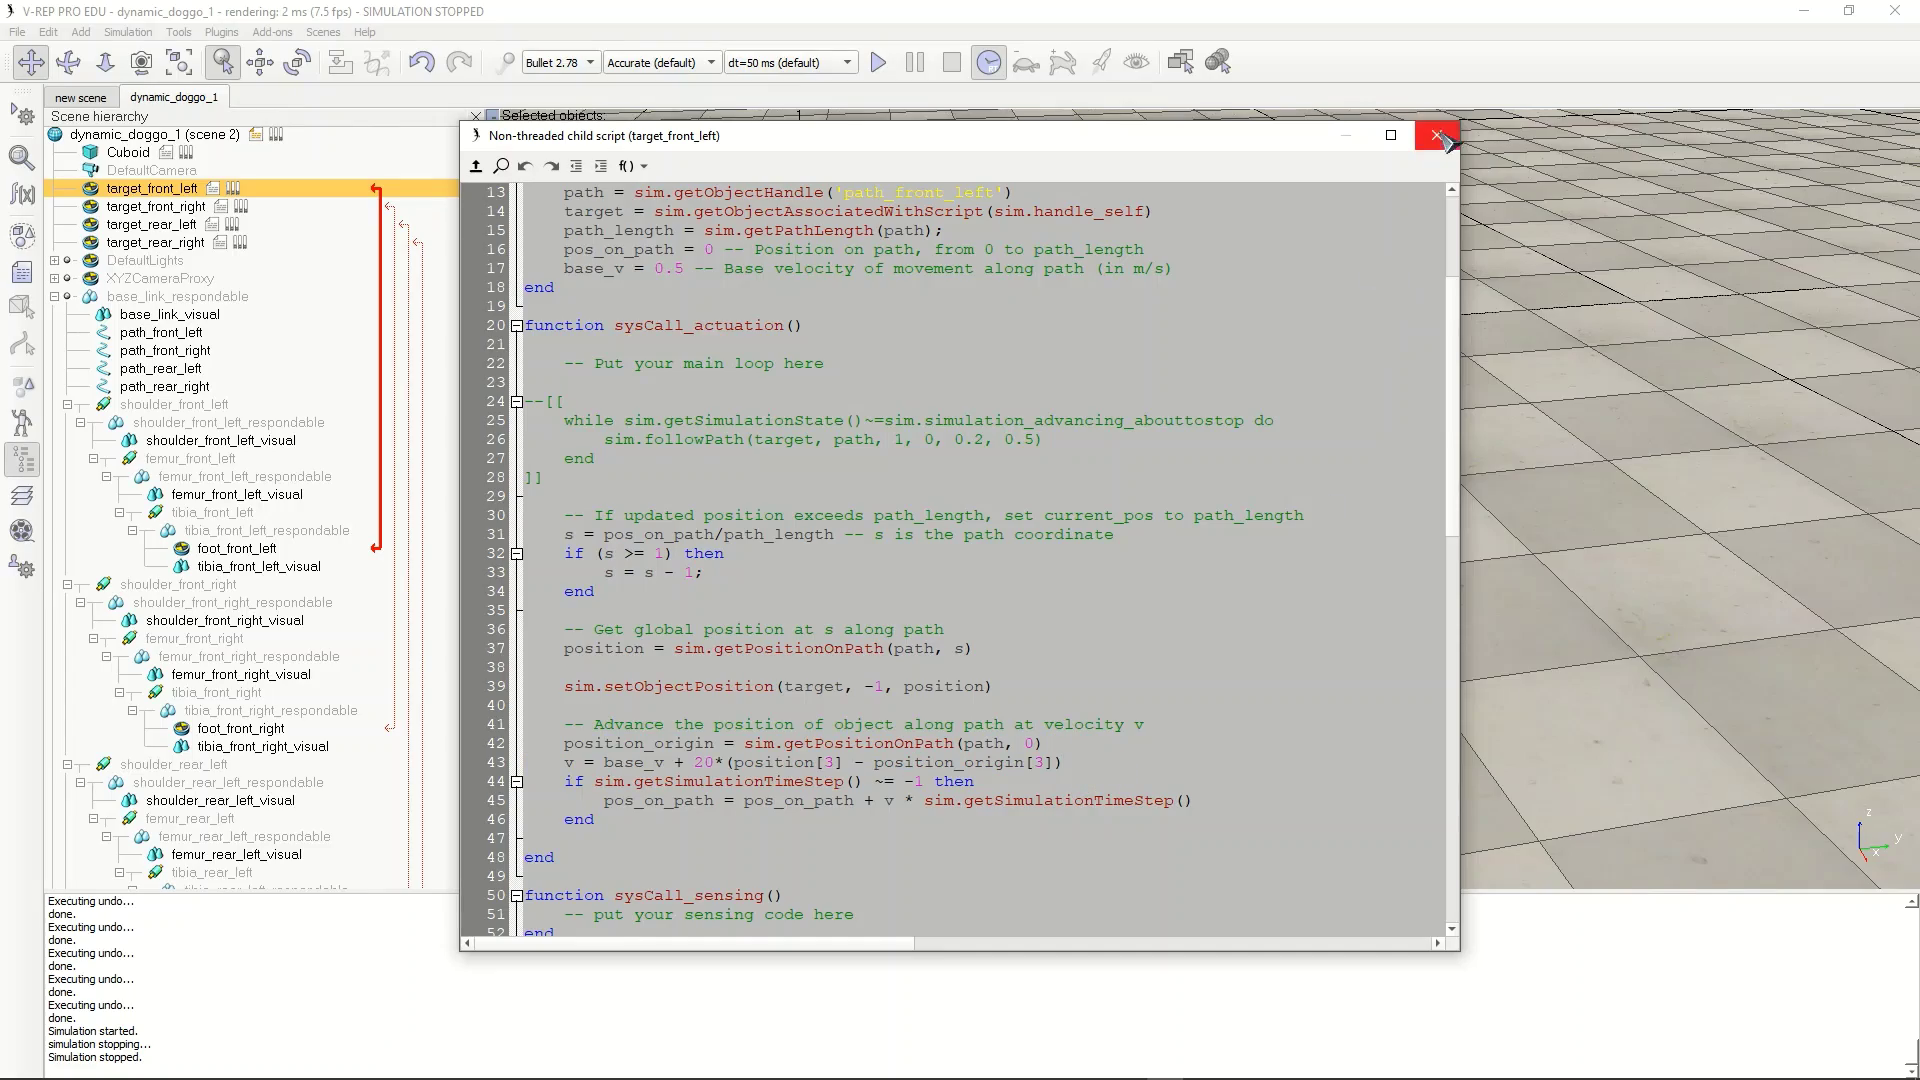 V-REP PRO EDU - dynamic_doggo_1 - rendering: 2 ms (7.5 fps) - SIMULATION STOPPED
File Edit Add Simulation Tools Plugins Add-ons Scenes Help
Bullet 2.78 Accurate (default) dt=50 ms (default)
new scene dynamic_doggo_1
Scene hierarchy
Selected objects: 1
dynamic_doggo_1 (scene 2)
Cuboid
DefaultCamera
target_front_left
target_front_right
target_rear_left
target_rear_right
DefaultLights
XYZCameraProxy
base_link_respondable
base_link_visual
path_front_left
path_front_right
path_rear_left
path_rear_right
shoulder_front_left
shoulder_front_left_respondable
shoulder_front_left_visual
femur_front_left
femur_front_left_respondable
femur_front_left_visual
tibia_front_left
tibia_front_left_respondable
foot_front_left
tibia_front_left_visual
shoulder_front_right
shoulder_front_right_respondable
shoulder_front_right_visual
femur_front_right
femur_front_right_respondable
femur_front_right_visual
tibia_front_right
tibia_front_right_respondable
foot_front_right
tibia_front_right_visual
shoulder_rear_left
shoulder_rear_left_respondable
shoulder_rear_left_visual
femur_rear_left
femur_rear_left_respondable
femur_rear_left_visual
tibia_rear_left
Non-threaded child script (target_front_left)
f()
13 path = sim.getObjectHandle('path_front_left')
14 target = sim.getObjectAssociatedWithScript(sim.handle_self)
15 path_length = sim.getPathLength(path);
16 pos_on_path = 0 -- Position on path, from 0 to path_length
17 base_v = 0.5 -- Base velocity of movement along path (in m/s)
18 end
19
20 function sysCall_actuation()
21
22 -- Put your main loop here
23
24 --[[
25 while sim.getSimulationState()~=sim.simulation_advancing_abouttostop do
26 sim.followPath(target, path, 1, 0, 0.2, 0.5)
27 end
28 ]]
29
30 -- If updated position exceeds path_length, set current_pos to path_length
31 s = pos_on_path/path_length -- s is the path coordinate
32 if (s >= 1) then
33 s = s - 1;
34 end
35
36 -- Get global position at s along path
37 position = sim.getPositionOnPath(path, s)
38
39 sim.setObjectPosition(target, -1, position)
40
41 -- Advance the position of object along path at velocity v
42 position_origin = sim.getPositionOnPath(path, 0)
43 v = base_v + 20*(position[3] - position_origin[3])
44 if sim.getSimulationTimeStep() ~= -1 then
45 pos_on_path = pos_on_path + v * sim.getSimulationTimeStep()
46 end
47
48 end
49
50 function sysCall_sensing()
51 -- put your sensing code here
52 end
z
y
x
Executing undo...
done.
Executing undo...
done.
Executing undo...
done.
Executing undo...
done.
Executing undo...
done.
Simulation started.
simulation stopping...
Simulation stopped.